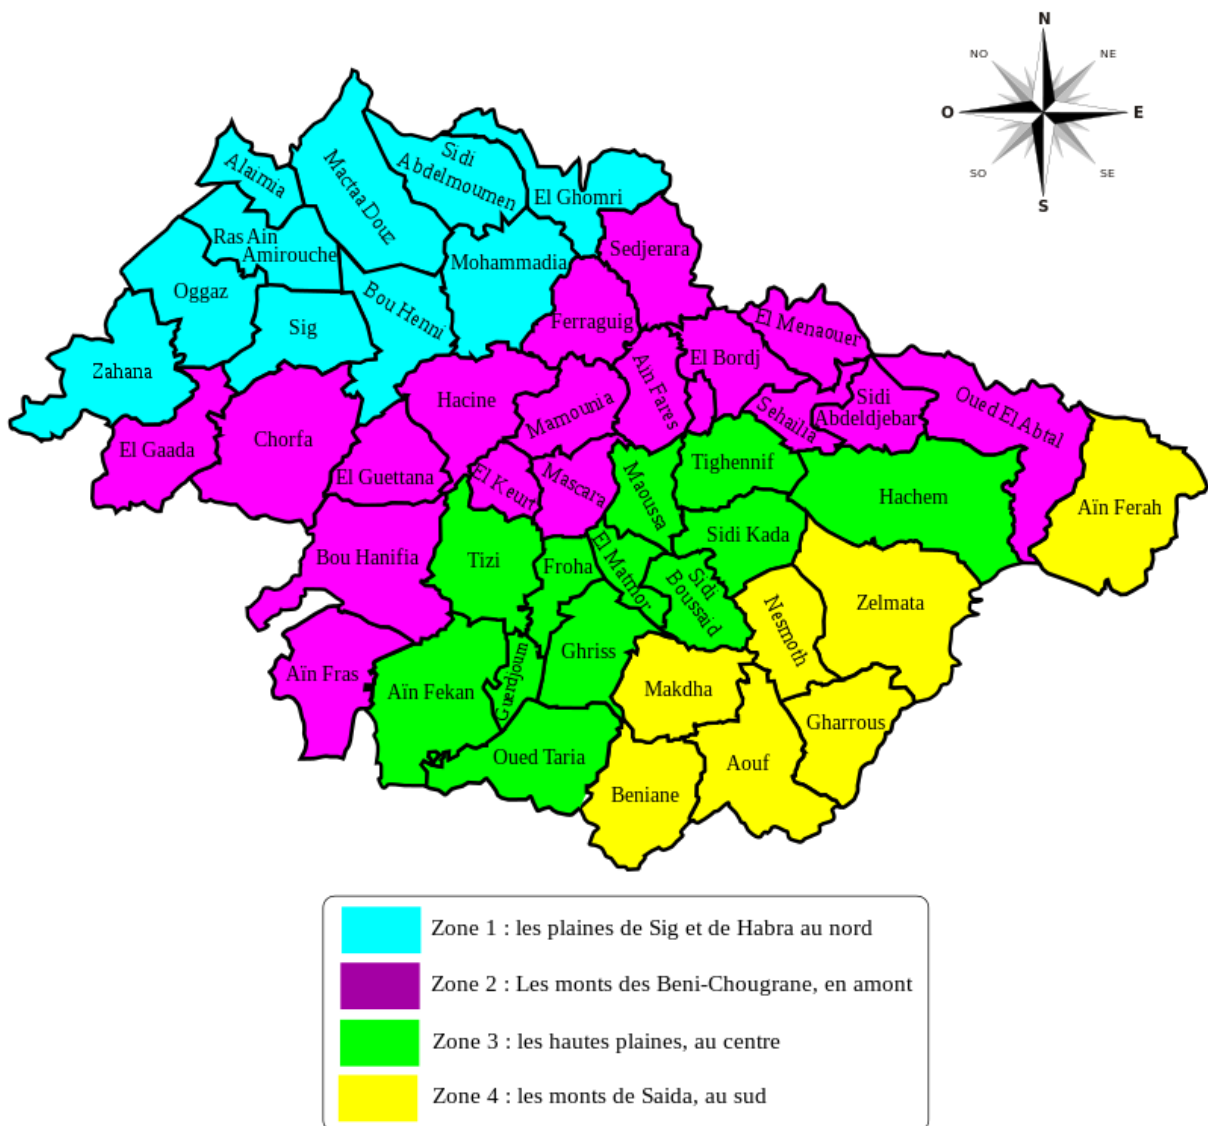 N
NO
NE
O
E
SO
SE
S
Alaimia
Mactaa Douz
Sidi
Abdelmoumen
El Ghomri
Ras Ain
Amirouche
Mohammadia
Sedjerara
Oggaz
Bou Henni
Sig
Ferraguig
El Menaouer
Zahana
El Bordj
Ain Fares
Hacine
Mamounia
Sehailia
Sidi
Abdeldjebar
Oued El Abtal
El Gaada
Chorfa
El Guettana
El Keurt
Mascara
Maoussa
Tighennif
Hachem
Aïn Ferah
Bou Hanifia
Tizi
Froha
El Matmor
Sidi Kada
Sidi
Boussaid
Nesmoth
Zelmata
Aïn Fras
Aïn Fekan
Guerdjoum
Ghriss
Makdha
Gharrous
Oued Taria
Aouf
Beniane
Zone 1 : les plaines de Sig et de Habra au nord
Zone 2 : Les monts des Beni-Chougrane, en amont
Zone 3 : les hautes plaines, au centre
Zone 4 : les monts de Saida, au sud